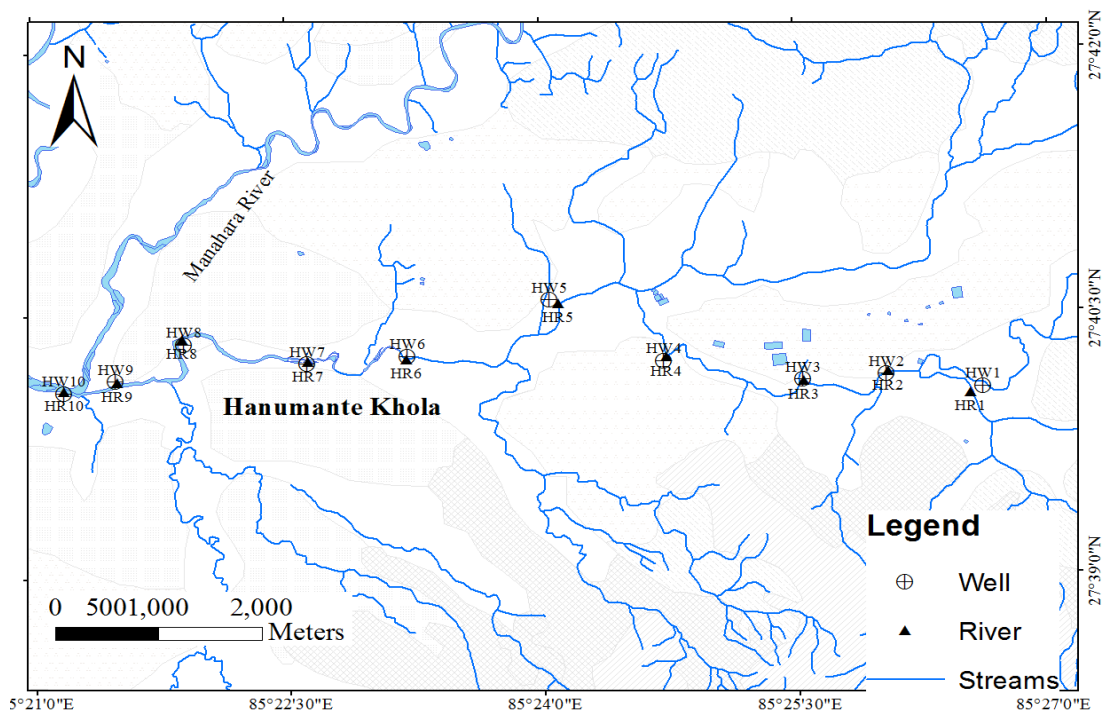 N
27°42'0"N
Manahara River
HW5
HR5
27°40'30"N
HW8
HR8
HW7
HR7
HW6
HR6
HW4
HR4
HW3
HR3
HW2
HR2
HW1
HR1
HW10
HR10
HW9
HR9
Hanumante Khola
Legend
Well
River
Streams
27°39'0"N
0 5001,000 2,000
Meters
5°21'0"E 85°22'30"E 85°24'0"E 85°25'30"E 85°27'0"E